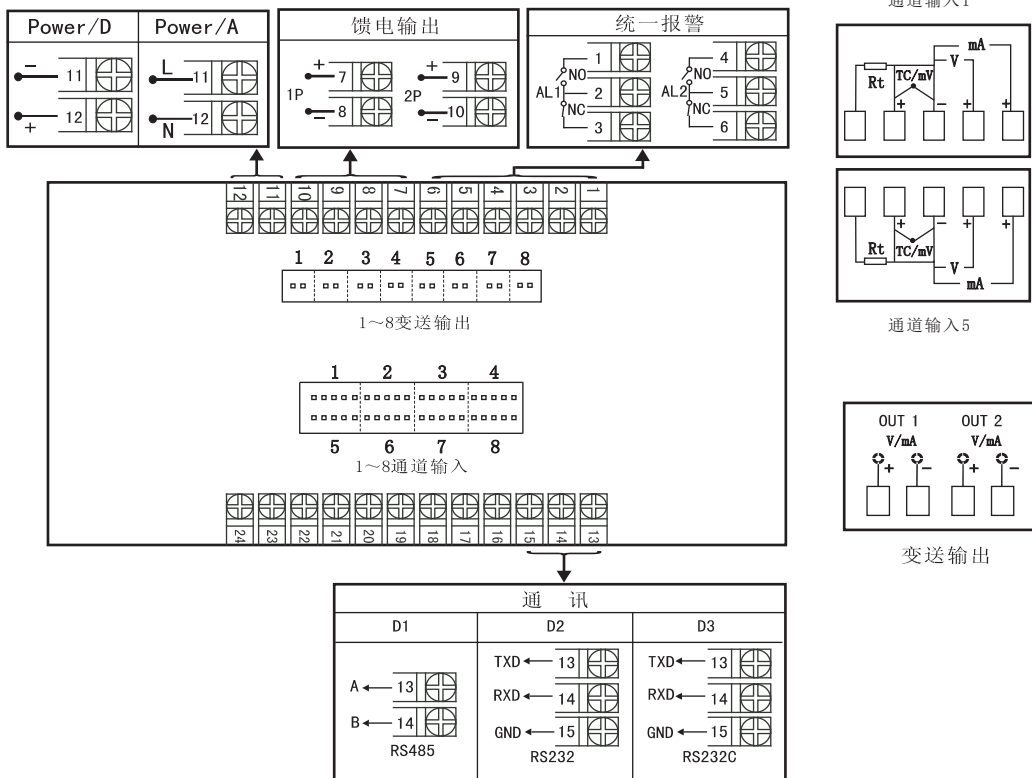 通道输入1
Power/D
Power/A
馈电输出
统一报警
- 11
+ 12
L 11
N 12
1P
+ 7
- 8
2P
+ 9
- 10
AL1
NO
NC
1
2
3
AL2
NO
NC
4
5
6
Rt
TC/mV
V
mA
+ - + +
12 11 10 9 8 7 6 5 4 3 2 1
1 2 3 4 5 6 7 8
1～8变送输出
1 2 3 4
5 6 7 8
1～8通道输入
24 23 22 21 20 19 18 17 16 15 14 13
+ - + +
Rt
TC/mV
V
mA
通道输入5
OUT 1 OUT 2
V/mA V/mA
+ - + -
变送输出
通 讯
D1
D2
D3
A 13
B 14
RS485
TXD 13
RXD 14
GND 15
RS232
TXD 13
RXD 14
GND 15
RS232C